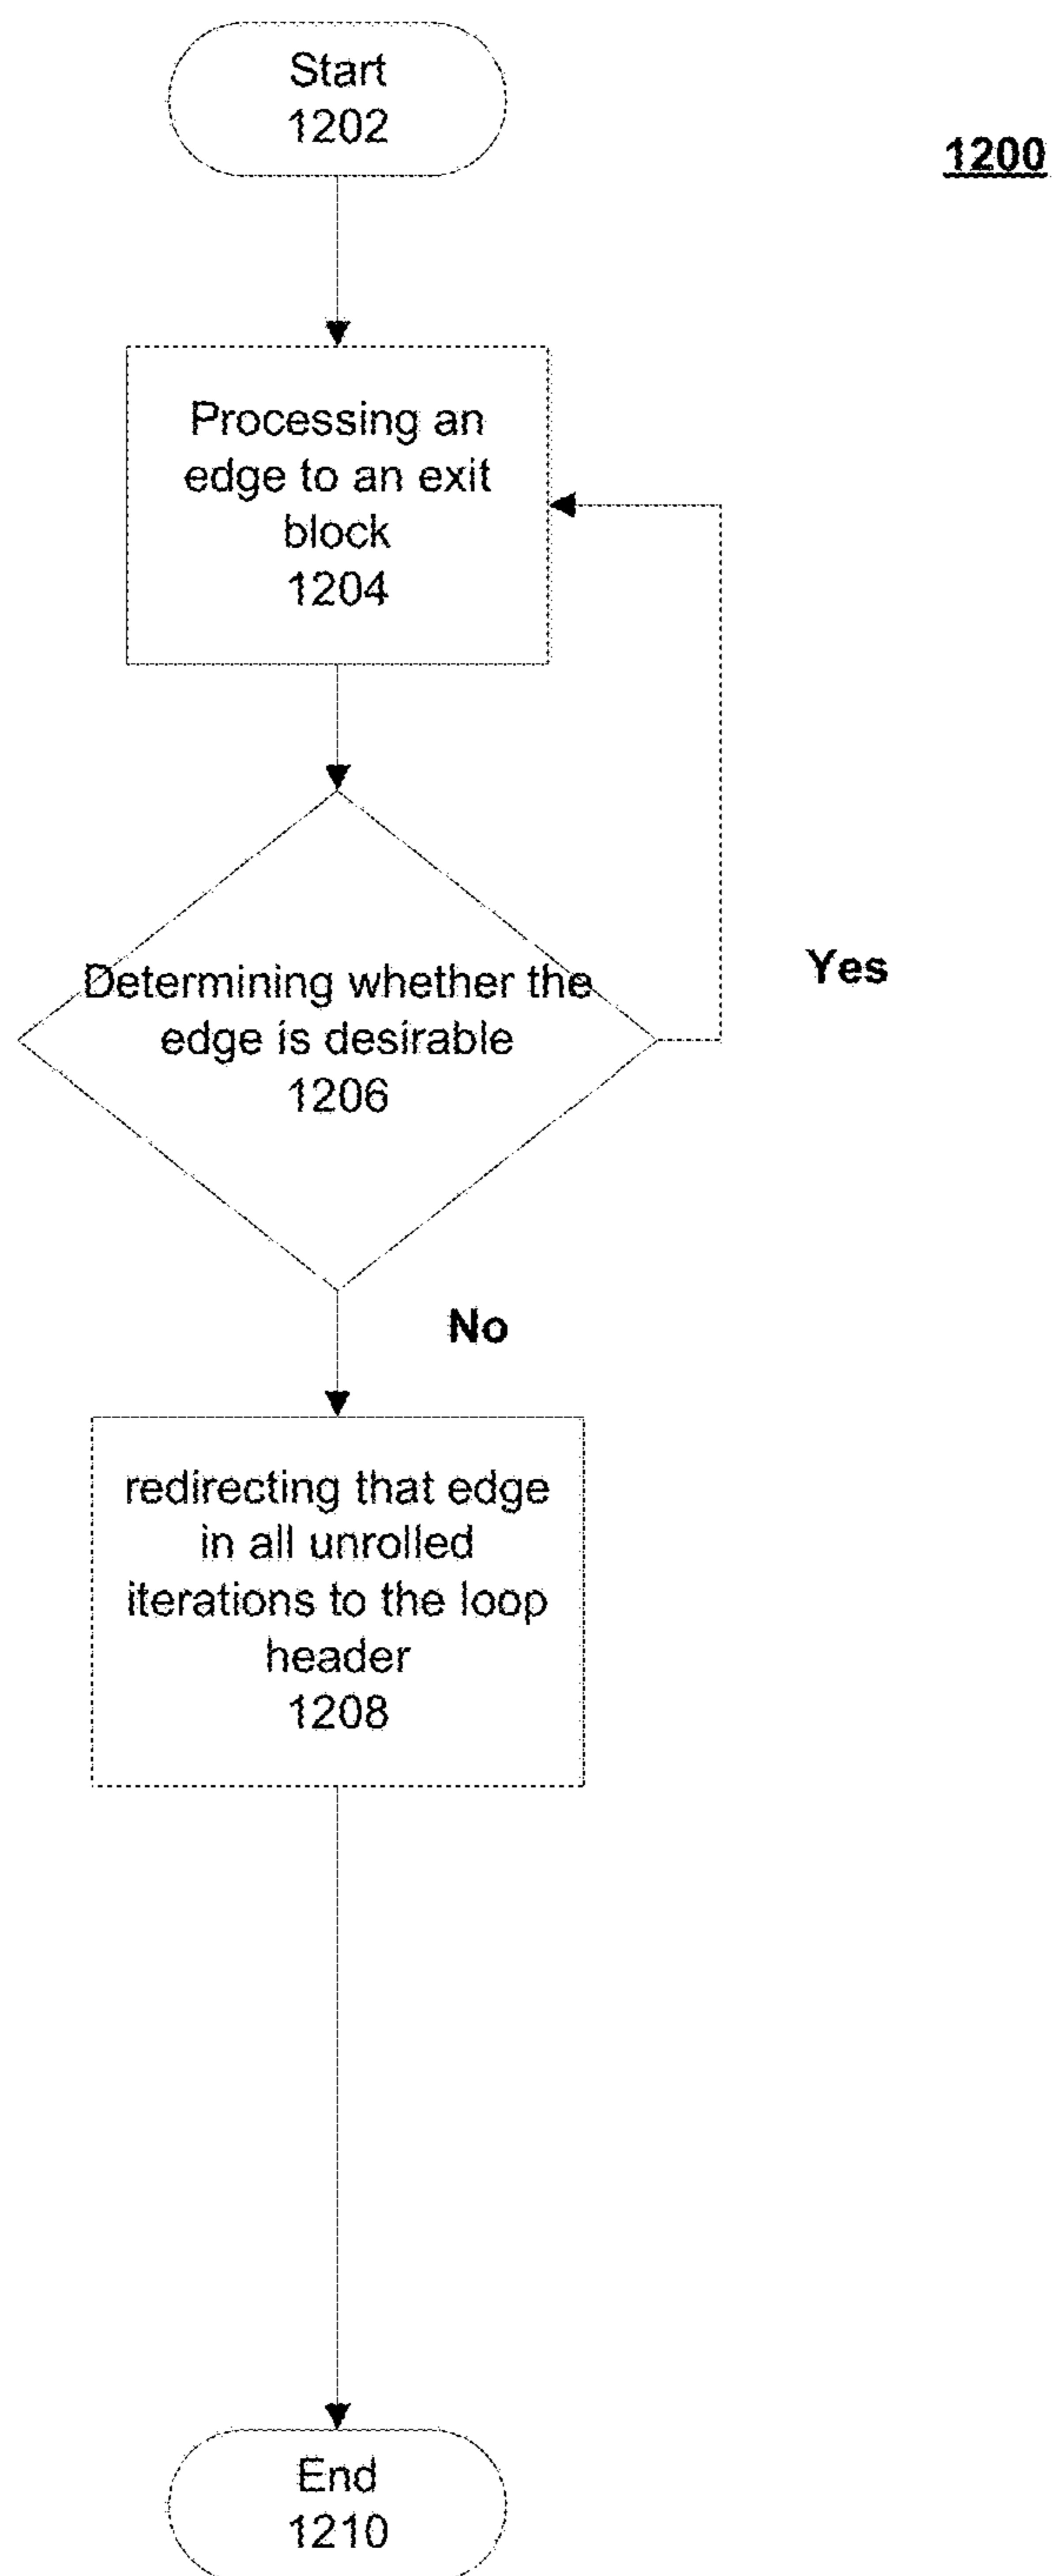 Start
1202
1200
Processing an
edge to an exit
block
1204
Determining whether the
edge is desirable
1206
Yes
No
redirecting that edge
in all unrolled
iterations to the loop
header
1208
End
1210